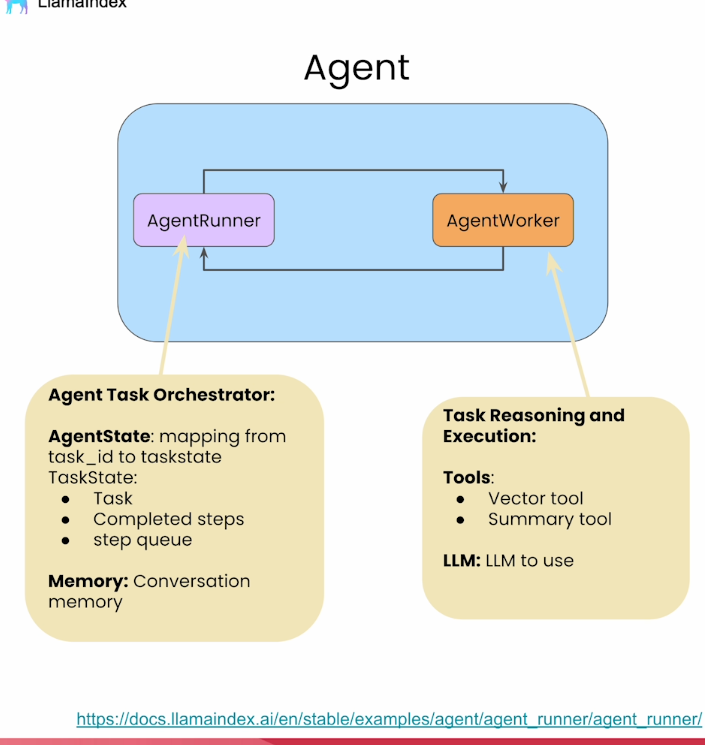 LlamaIndex
Agent
AgentRunner
AgentWorker
Agent Task Orchestrator:
AgentState: mapping from
task_id to taskstate
TaskState:
● Task
● Completed steps
● step queue
Memory: Conversation
memory
Task Reasoning and
Execution:
Tools:
● Vector tool
● Summary tool
LLM: LLM to use
https://docs.llamaindex.ai/en/stable/examples/agent/agent_runner/agent_runner/